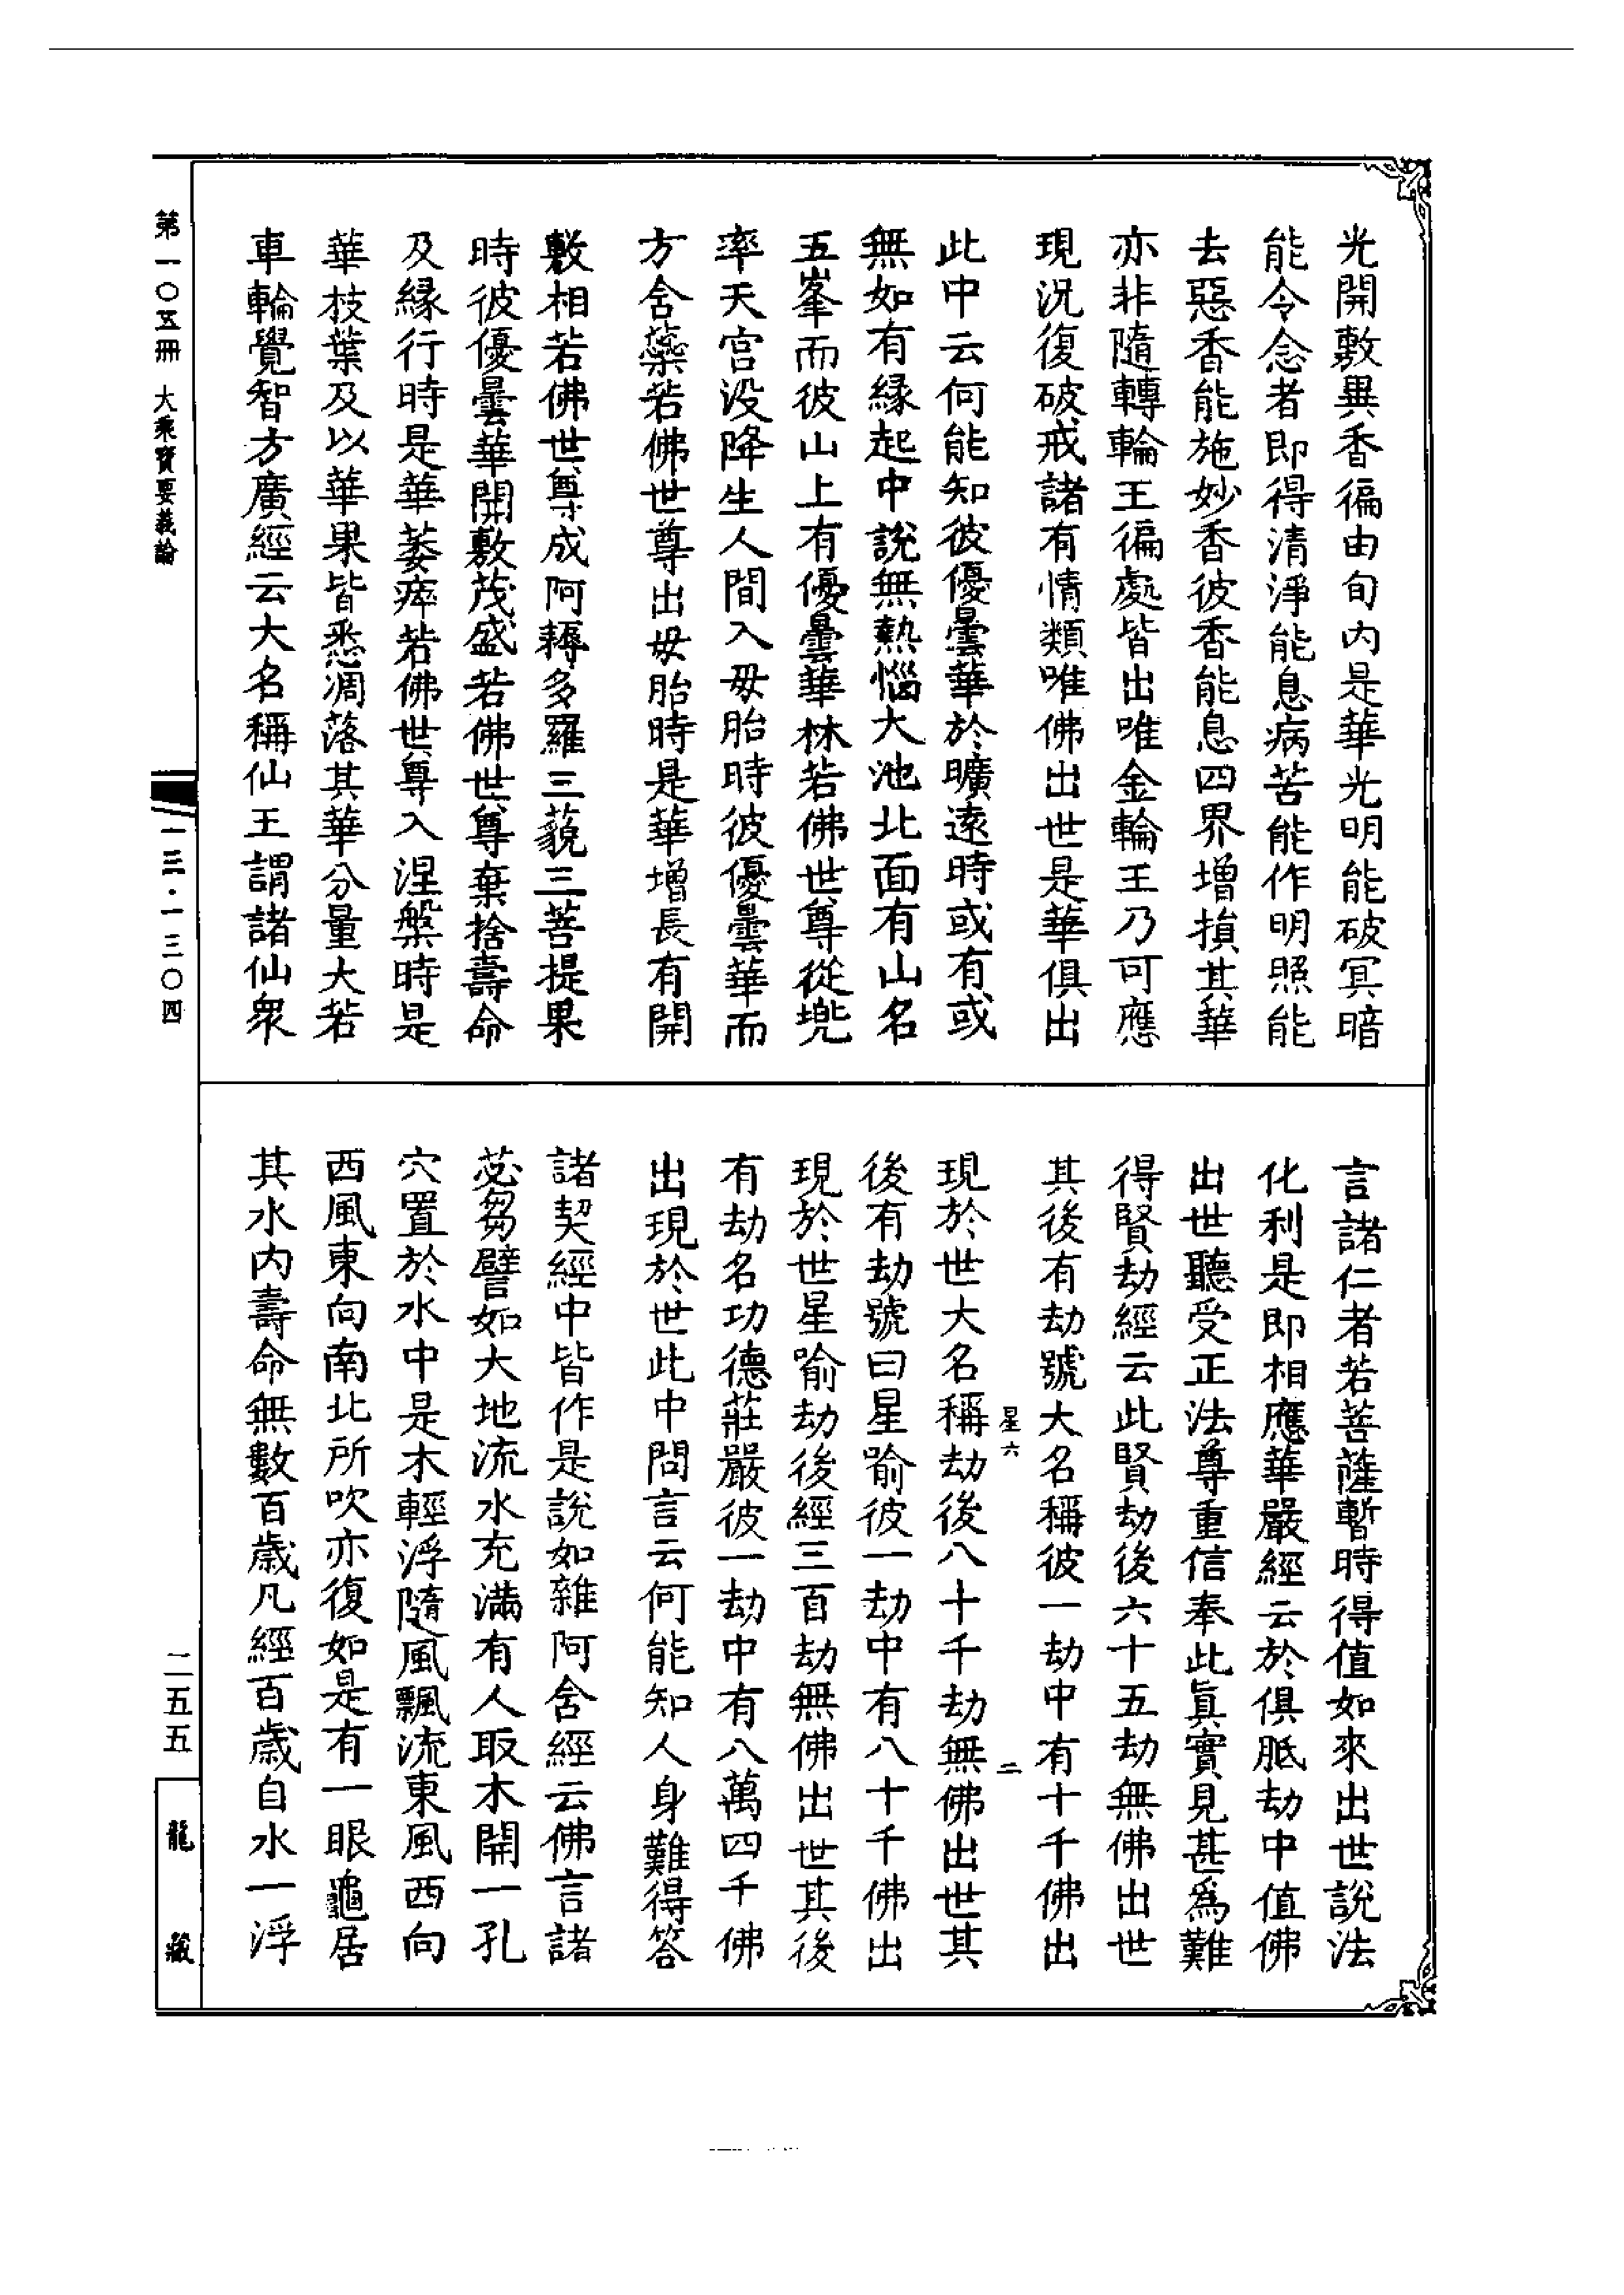 光開敷異香徧由旬內是華光明能破冥暗
能令念者即得清淨能息病苦能作明照能
去惡香能施妙香彼香能息四界增損其華
亦非隨轉輪王徧處皆出唯金輪王乃可應
現況復破戒諸有情類唯佛出世是華俱出
此中云何能知彼優曇華於曠遠時或有或
無如有緣起中說無熱惱大池北面有山名
五峯而彼山上有優曇華林若佛世尊從兠
率天宮没降生人間入母胎時彼優曇華而
方含蘂若佛世尊出母胎時是華增長有開
敷相若佛世尊成阿耨多羅三藐三菩提果
時彼優曇華開敷茂盛若佛世尊棄捨壽命
及緣行時是華萎瘁若佛世尊入涅槃時是
華枝葉及以華果皆悉凋落其華分量大若
車輪覺智方廣經云大名稱仙王謂諸仙衆
言諸仁者若菩薩暫時得值如來出世說法
化利是即相應華嚴經云於俱胝劫中值佛
出世聽受正法尊重信奉此眞實見甚爲難
得賢劫經云此賢劫後六十五劫無佛出世
其後有劫號大名稱彼一劫中有十千佛出
星六 二
現於世大名稱劫後八十千劫無佛出世其
後有劫號曰星喻彼一劫中有八十千佛出
現於世星喻劫後經三百劫無佛出世其後
有劫名功德莊嚴彼一劫中有八萬四千佛
出現於世此中問言云何能知人身難得答
諸契經中皆作是說如雜阿含經云佛言諸
苾芻譬如大地流水充滿有人取木開一孔
穴置於水中是木輕浮隨風飄流東風西向
西風東向南北所吹亦復如是有一眼龜居
其水內壽命無數百歲凡經百歲自水一浮
第一〇五冊 大乘寶要義論
一三·一三〇四
二五五
龍藏